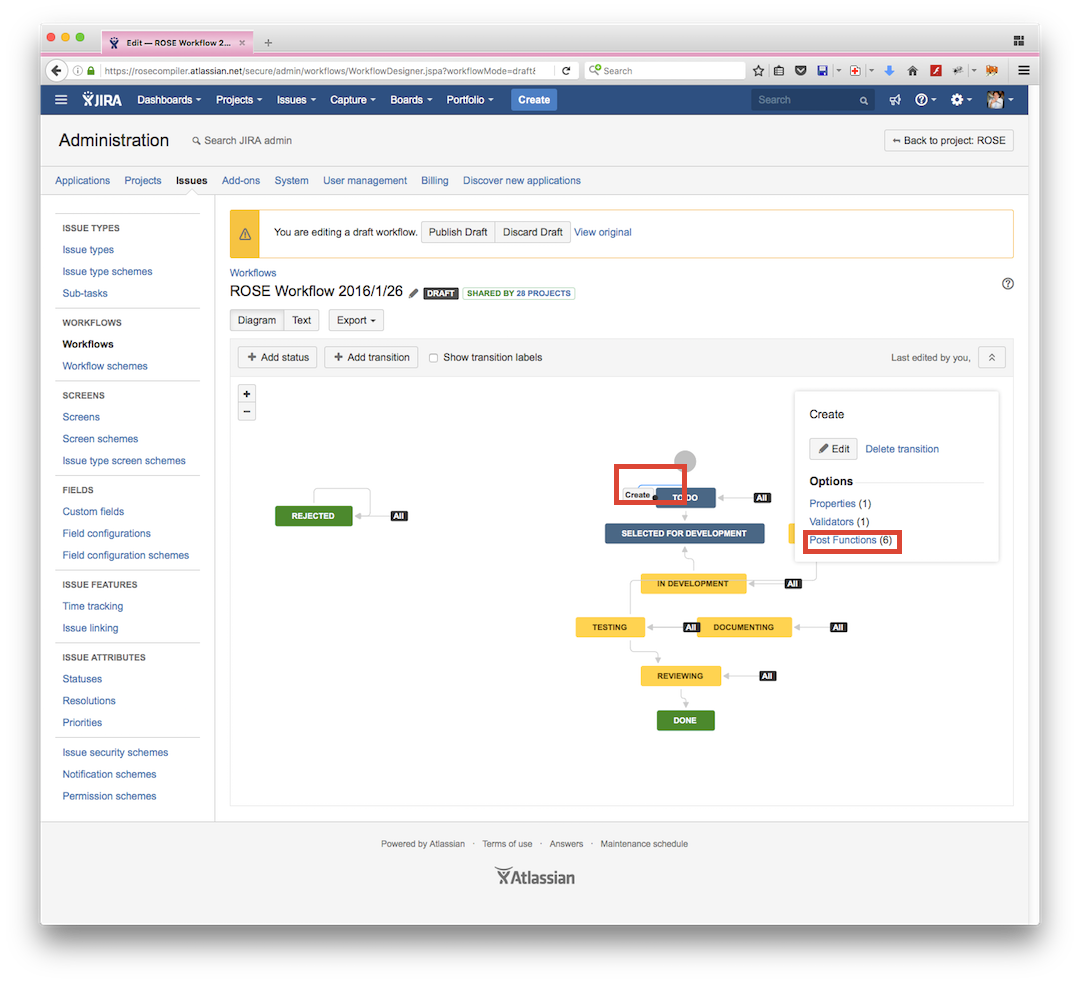 Edit — ROSE Workflow 2...
https://rosecompiler.atlassian.net/secure/admin/workflows/WorkflowDesigner.jspa?workflowMode=draft&
Search
JIRA Dashboards Projects Issues Capture Boards Portfolio Create Search
Administration Search JIRA admin Back to project: ROSE
Applications Projects Issues Add-ons System User management Billing Discover new applications
ISSUE TYPES
Issue types
Issue type schemes
Sub-tasks
WORKFLOWS
Workflows
Workflow schemes
SCREENS
Screens
Screen schemes
Issue type screen schemes
FIELDS
Custom fields
Field configurations
Field configuration schemes
ISSUE FEATURES
Time tracking
Issue linking
ISSUE ATTRIBUTES
Statuses
Resolutions
Priorities
Issue security schemes
Notification schemes
Permission schemes
You are editing a draft workflow. Publish Draft Discard Draft View original
Workflows
ROSE Workflow 2016/1/26 DRAFT SHARED BY 28 PROJECTS
Diagram Text Export
+ Add status + Add transition Show transition labels Last edited by you,
+
−
Create
Edit Delete transition
Options
Properties (1)
Validators (1)
Post Functions (6)
Create TO DO All
REJECTED All
SELECTED FOR DEVELOPMENT
IN DEVELOPMENT All
TESTING All DOCUMENTING All
REVIEWING All
DONE
Powered by Atlassian · Terms of use · Answers · Maintenance schedule
Atlassian